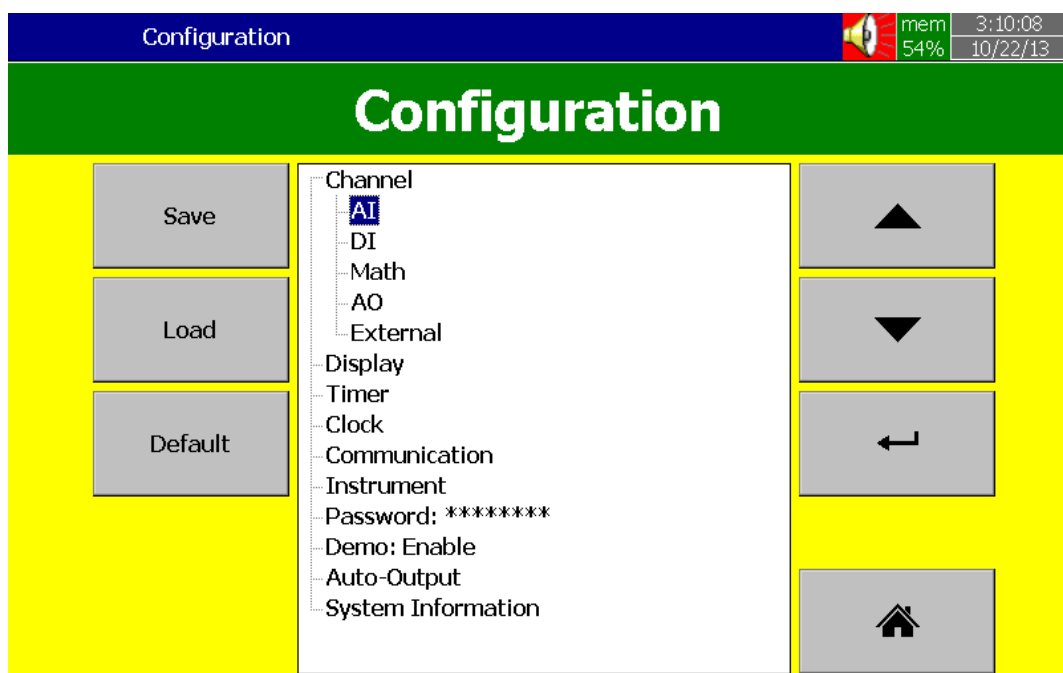 Configuration
mem 3:10:08
54% 10/22/13
Configuration
Save
Load
Default
Channel
AI
DI
Math
AO
External
Display
Timer
Clock
Communication
Instrument
Password: ********
Demo: Enable
Auto-Output
System Information